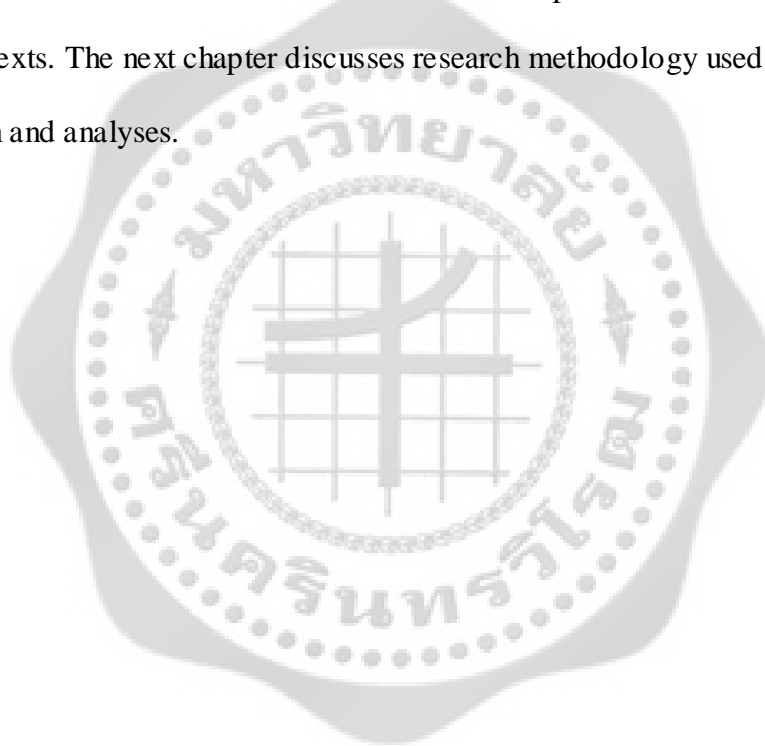 exts. The next chapter discusses research methodology used
and analyses.
มหาวิทยาลัย
ศรีนครินทรวิโรฒ